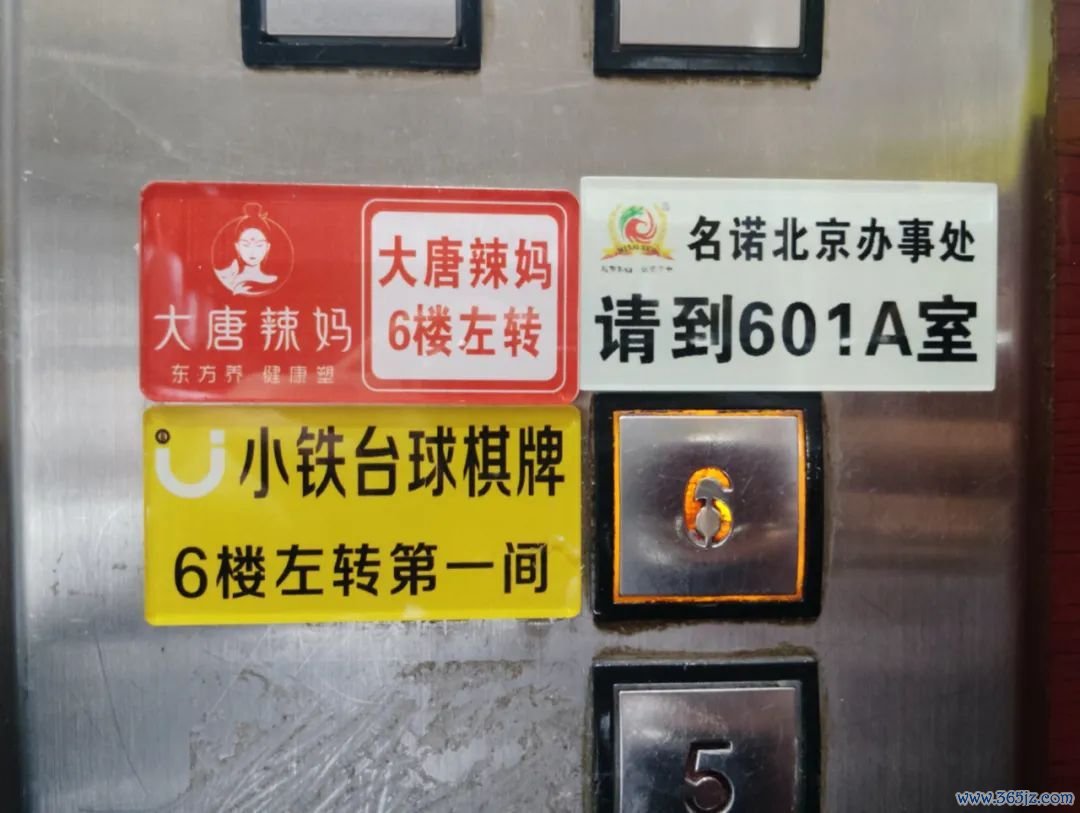 大唐辣妈
东方养 健康塑
大唐辣妈
6楼左转
名诺北京办事处
请到601A室
小铁台球棋牌
6楼左转第一间
6
5
www.365jz.com